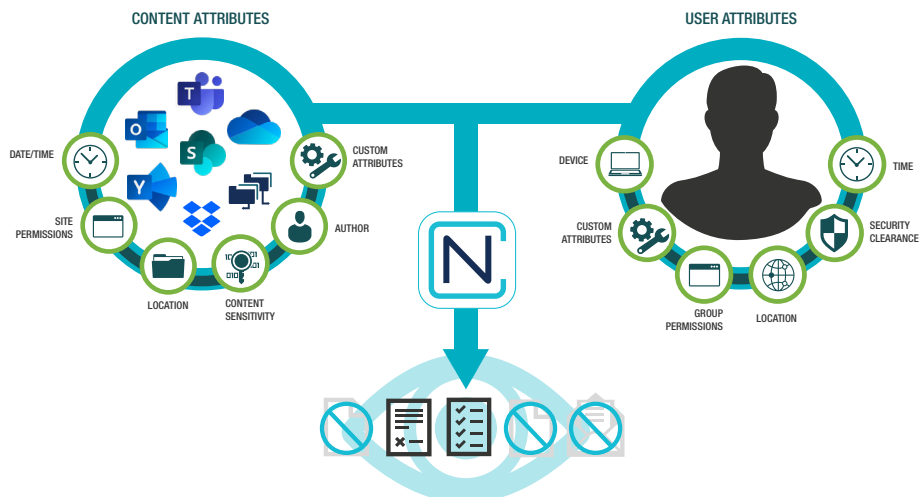 CONTENT ATTRIBUTES
USER ATTRIBUTES
T
O
S
Y
DATE/TIME
CUSTOM
ATTRIBUTES
SITE
PERMISSIONS
AUTHOR
LOCATION
CONTENT
SENSITIVITY
N
DEVICE
TIME
CUSTOM
ATTRIBUTES
SECURITY
CLEARANCE
GROUP
PERMISSIONS
LOCATION